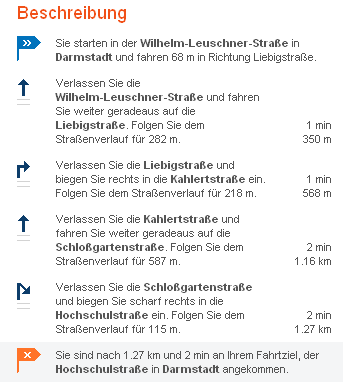 Beschreibung
Sie starten in der Wilhelm-Leuschner-Straße in
Darmstadt und fahren 68 m in Richtung Liebigstraße.
Verlassen Sie die
Wilhelm-Leuschner-Straße und fahren
Sie weiter geradeaus auf die
Liebigstraße. Folgen Sie dem 1 min
Straßenverlauf für 282 m. 350 m
Verlassen Sie die Liebigstraße und
biegen Sie rechts in die Kahlertstraße ein. 1 min
Folgen Sie dem Straßenverlauf für 218 m. 568 m
Verlassen Sie die Kahlertstraße und
fahren Sie weiter geradeaus auf die
Schloßgartenstraße. Folgen Sie dem 2 min
Straßenverlauf für 587 m. 1.16 km
Verlassen Sie die Schloßgartenstraße
und biegen Sie scharf rechts in die
Hochschulstraße ein. Folgen Sie dem 2 min
Straßenverlauf für 115 m. 1.27 km
Sie sind nach 1.27 km und 2 min an Ihrem Fahrtziel, der
Hochschulstraße in Darmstadt angekommen.